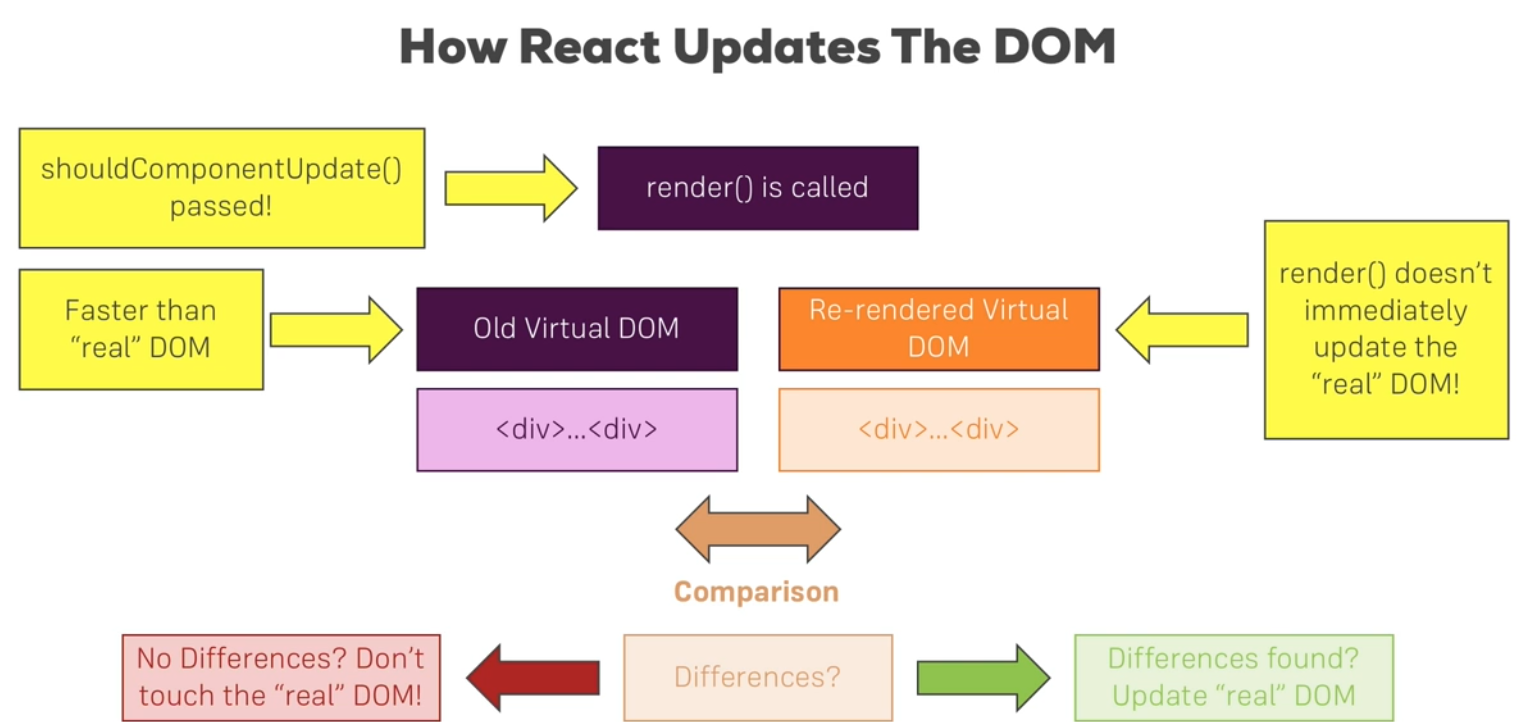 How React Updates The DOM
shouldComponentUpdate()
passed!
render() is called
Faster than
“real” DOM
Old Virtual DOM
Re-rendered Virtual
DOM
render() doesn’t
immediately
update the
“real” DOM!
<div>...<div>
<div>...<div>
Comparison
No Differences? Don’t
touch the “real” DOM!
Differences?
Differences found?
Update “real” DOM